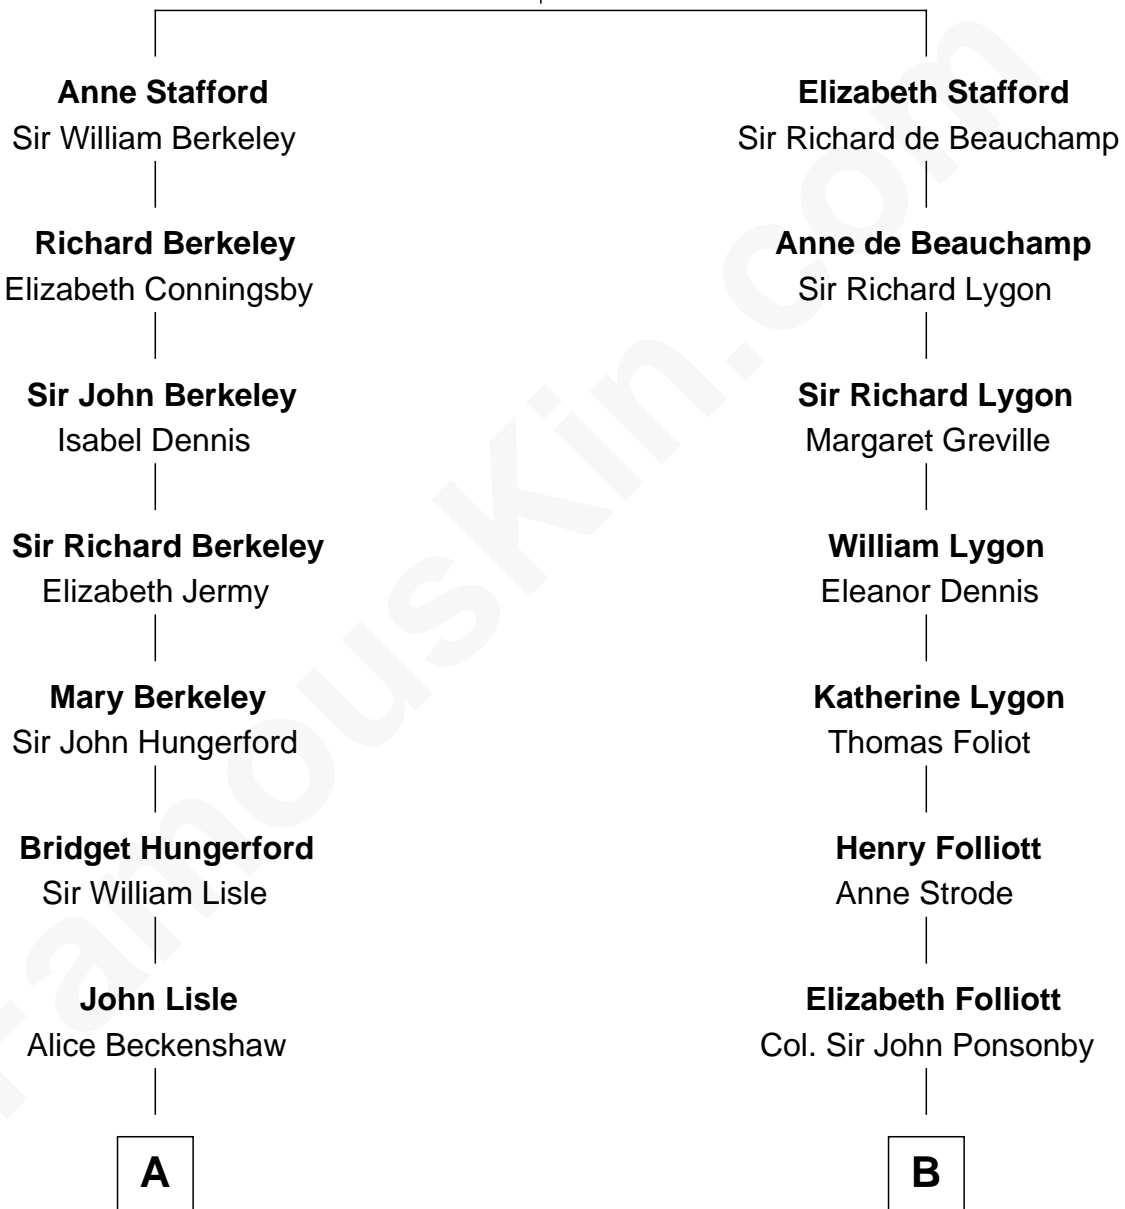 Anne Stafford
Sir William Berkeley
Richard Berkeley
Elizabeth Conningsby
Sir John Berkeley
Isabel Dennis
Sir Richard Berkeley
Elizabeth Jermy
Mary Berkeley
Sir John Hungerford
Bridget Hungerford
Sir William Lisle
John Lisle
Alice Beckenshaw
A
Elizabeth Stafford
Sir Richard de Beauchamp
Anne de Beauchamp
Sir Richard Lygon
Sir Richard Lygon
Margaret Greville
William Lygon
Eleanor Dennis
Katherine Lygon
Thomas Foliot
Henry Folliott
Anne Strode
Elizabeth Folliott
Col. Sir John Ponsonby
B
FamousKin.com